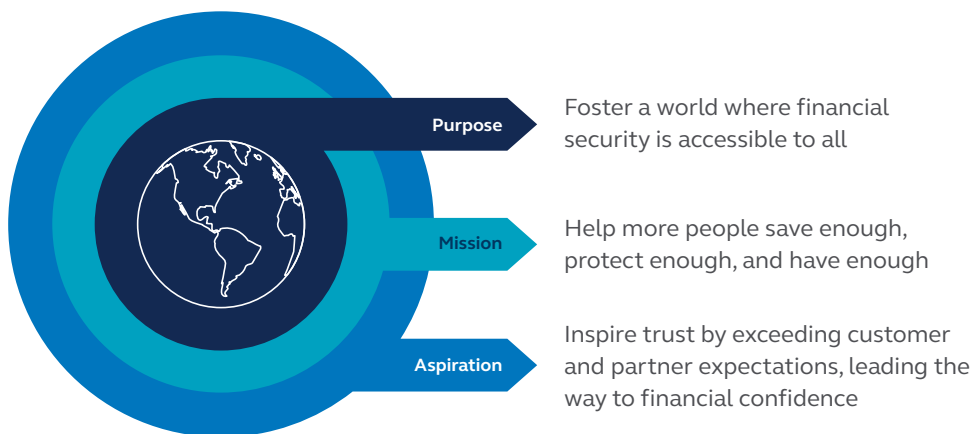 Purpose
Foster a world where financial
security is accessible to all
Mission
Help more people save enough,
protect enough, and have enough
Aspiration
Inspire trust by exceeding customer
and partner expectations, leading the
way to financial confidence